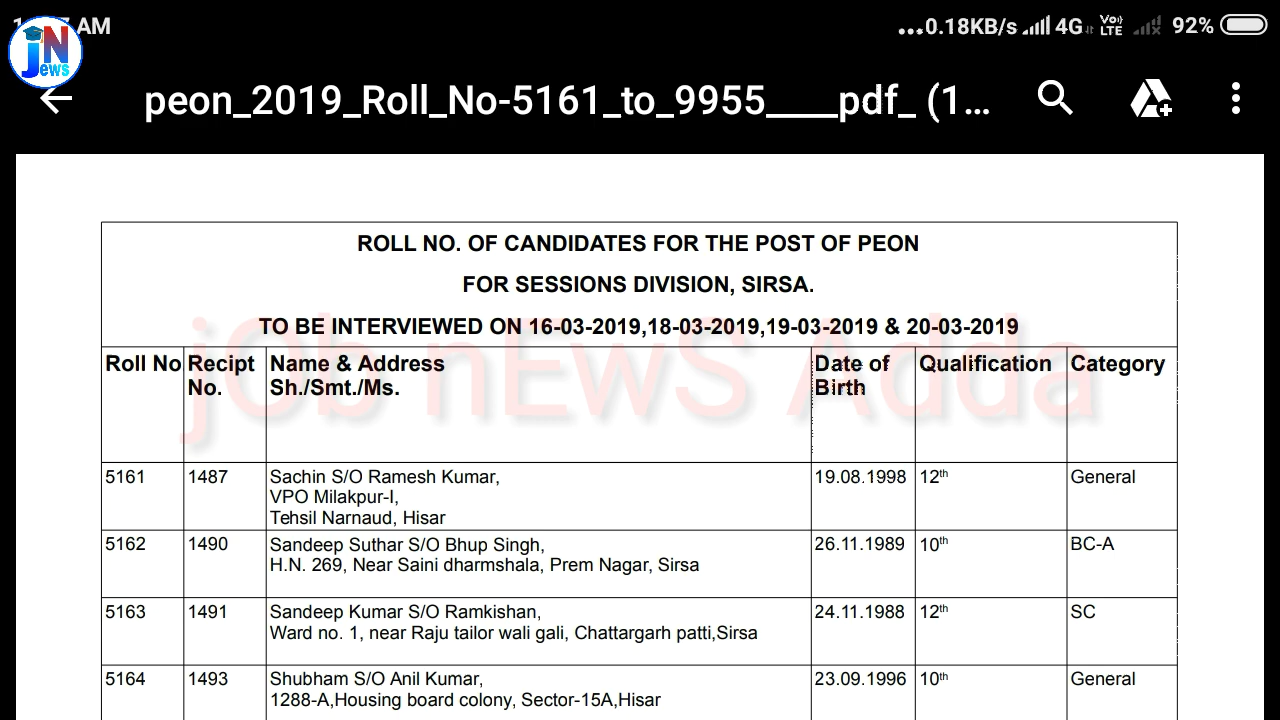 AM
...0.18KB/s 4G Vo) LTE 92%
jN ews
peon_2019_Roll_No-5161_to_9955____pdf_ (1...
ROLL NO. OF CANDIDATES FOR THE POST OF PEON
FOR SESSIONS DIVISION, SIRSA.
TO BE INTERVIEWED ON 16-03-2019,18-03-2019,19-03-2019 & 20-03-2019
jOb nEwS Adda
Roll No Recipt No. Name & Address Sh./Smt./Ms. Date of Birth Qualification Category
5161 1487 Sachin S/O Ramesh Kumar, 19.08.1998 12th General
VPO Milakpur-I,
Tehsil Narnaud, Hisar
5162 1490 Sandeep Suthar S/O Bhup Singh, 26.11.1989 10th BC-A
H.N. 269, Near Saini dharmshala, Prem Nagar, Sirsa
5163 1491 Sandeep Kumar S/O Ramkishan, 24.11.1988 12th SC
Ward no. 1, near Raju tailor wali gali, Chattargarh patti,Sirsa
5164 1493 Shubham S/O Anil Kumar, 23.09.1996 10th General
1288-A,Housing board colony, Sector-15A,Hisar